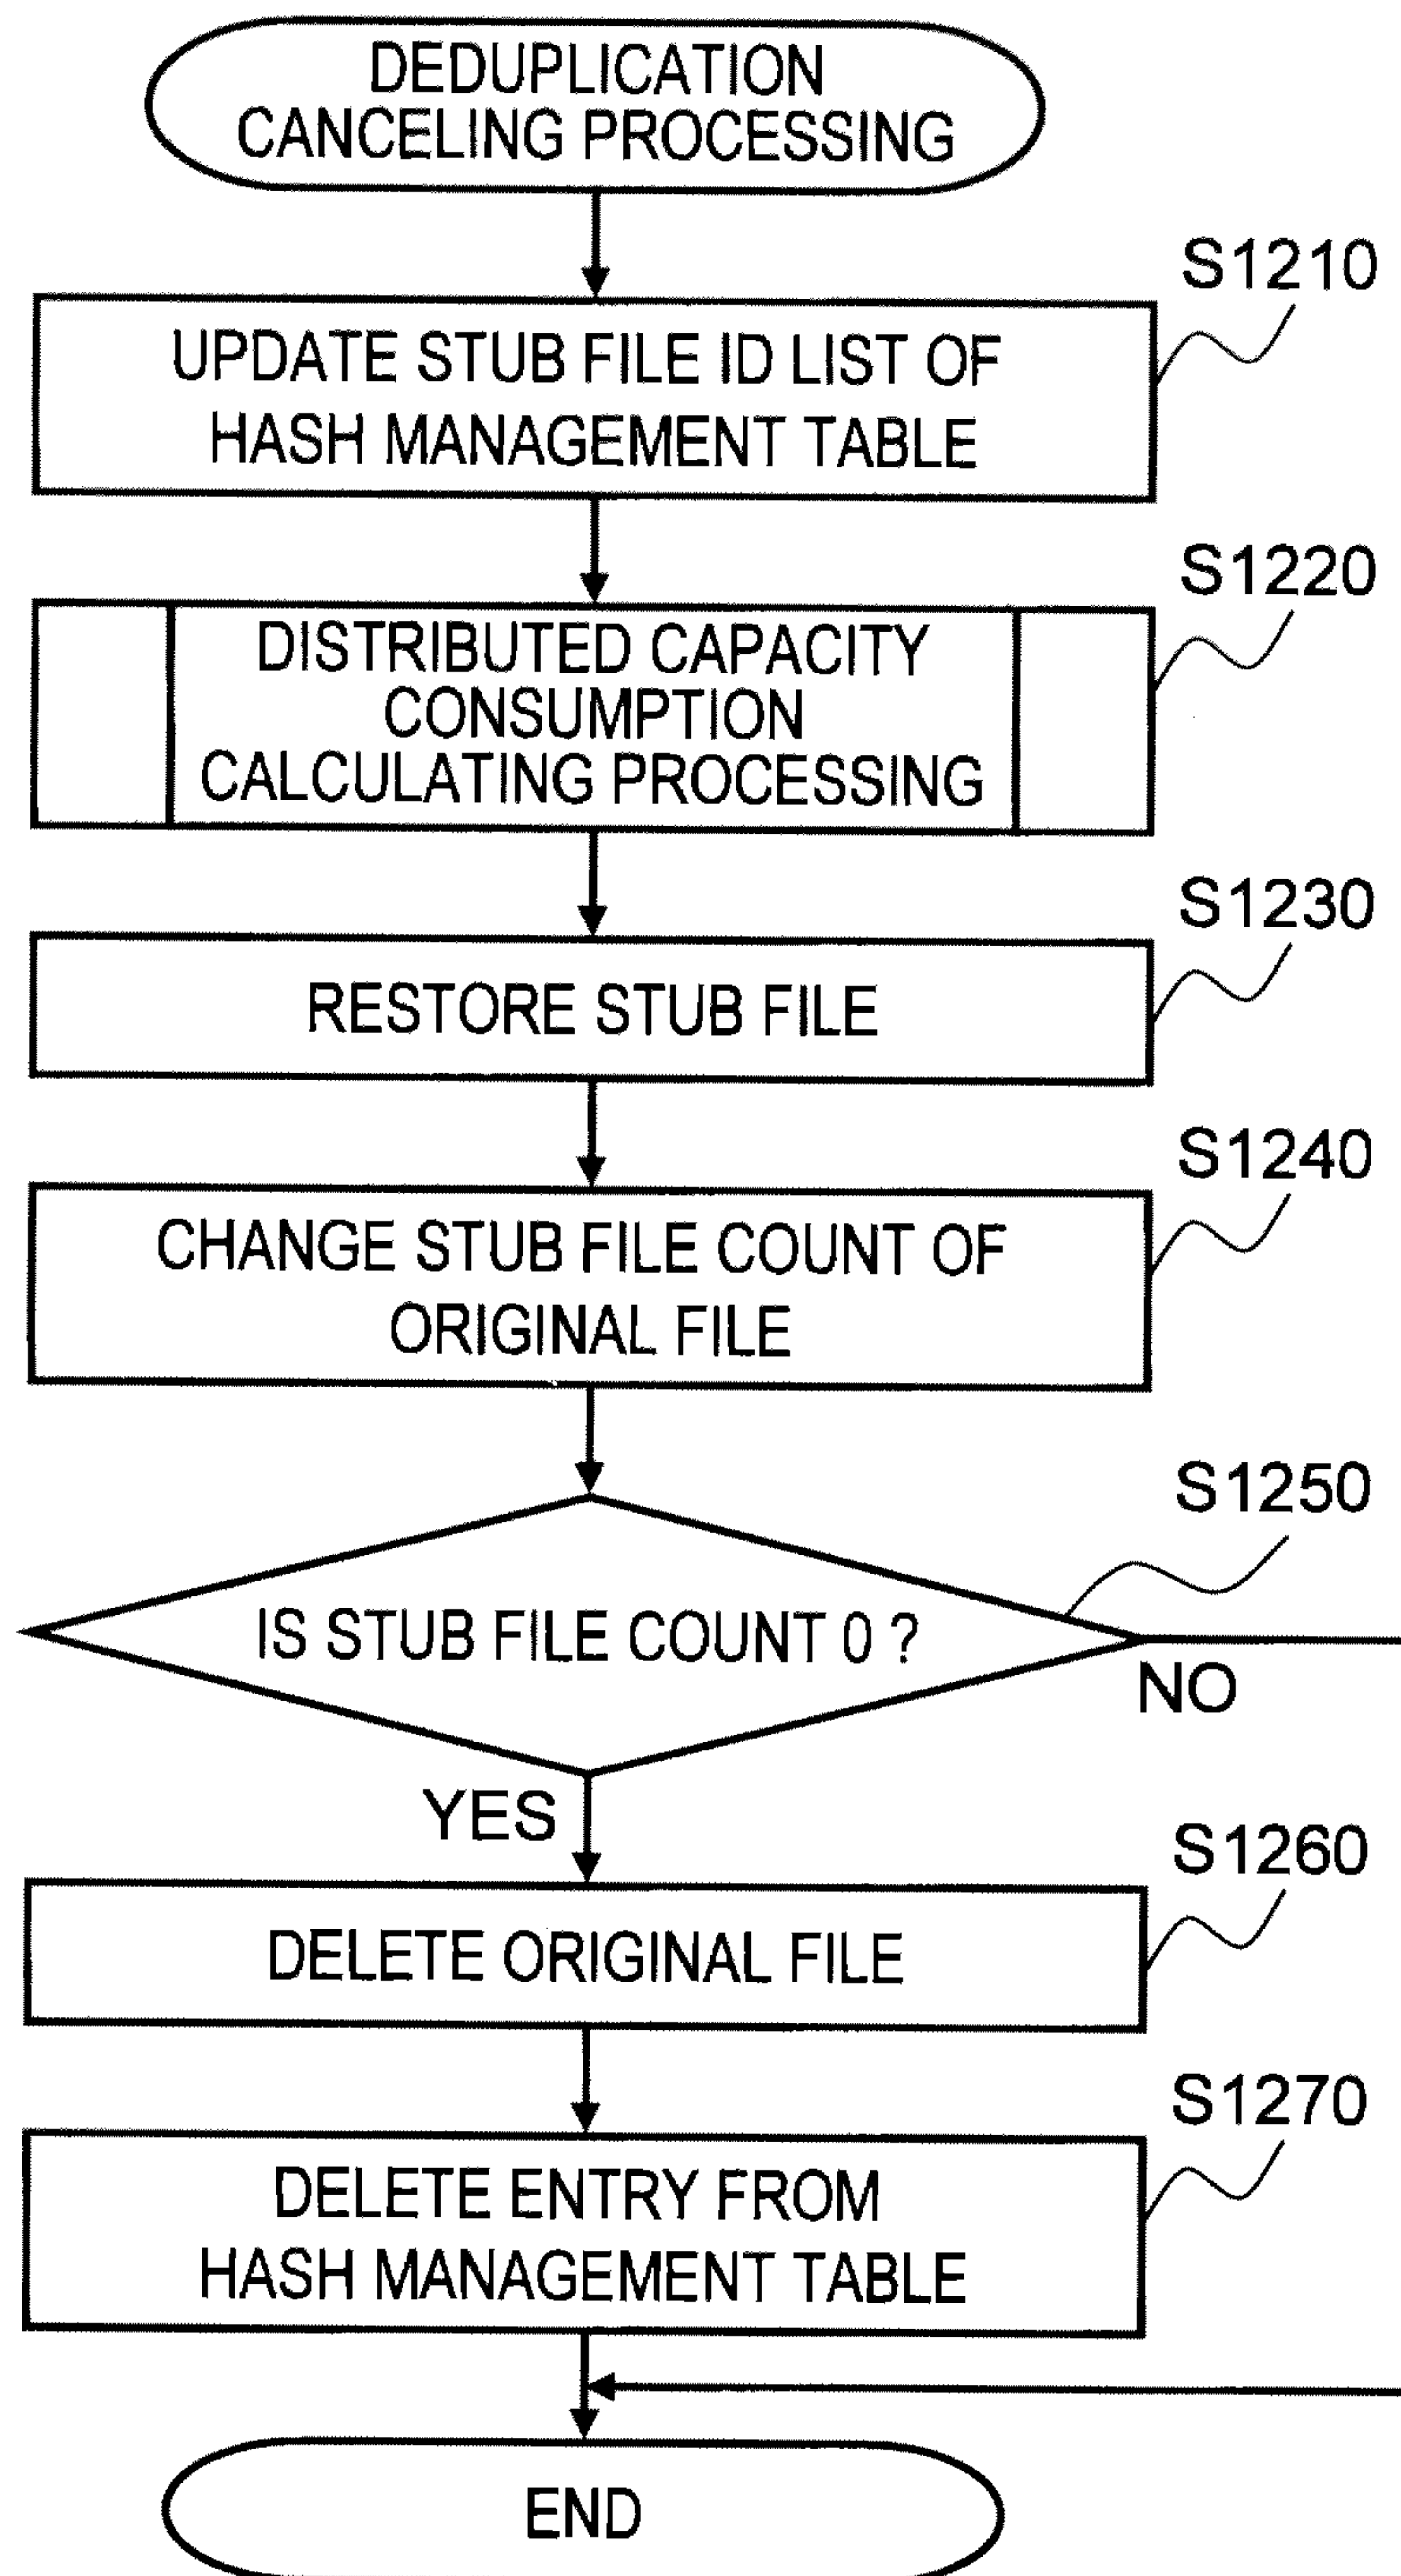 DEDUPLICATION
CANCELING PROCESSING
S1210
UPDATE STUB FILE ID LIST OF
HASH MANAGEMENT TABLE
S1220
DISTRIBUTED CAPACITY
CONSUMPTION
CALCULATING PROCESSING
S1230
RESTORE STUB FILE
S1240
CHANGE STUB FILE COUNT OF
ORIGINAL FILE
S1250
IS STUB FILE COUNT 0 ?
NO
YES
S1260
DELETE ORIGINAL FILE
S1270
DELETE ENTRY FROM
HASH MANAGEMENT TABLE
END